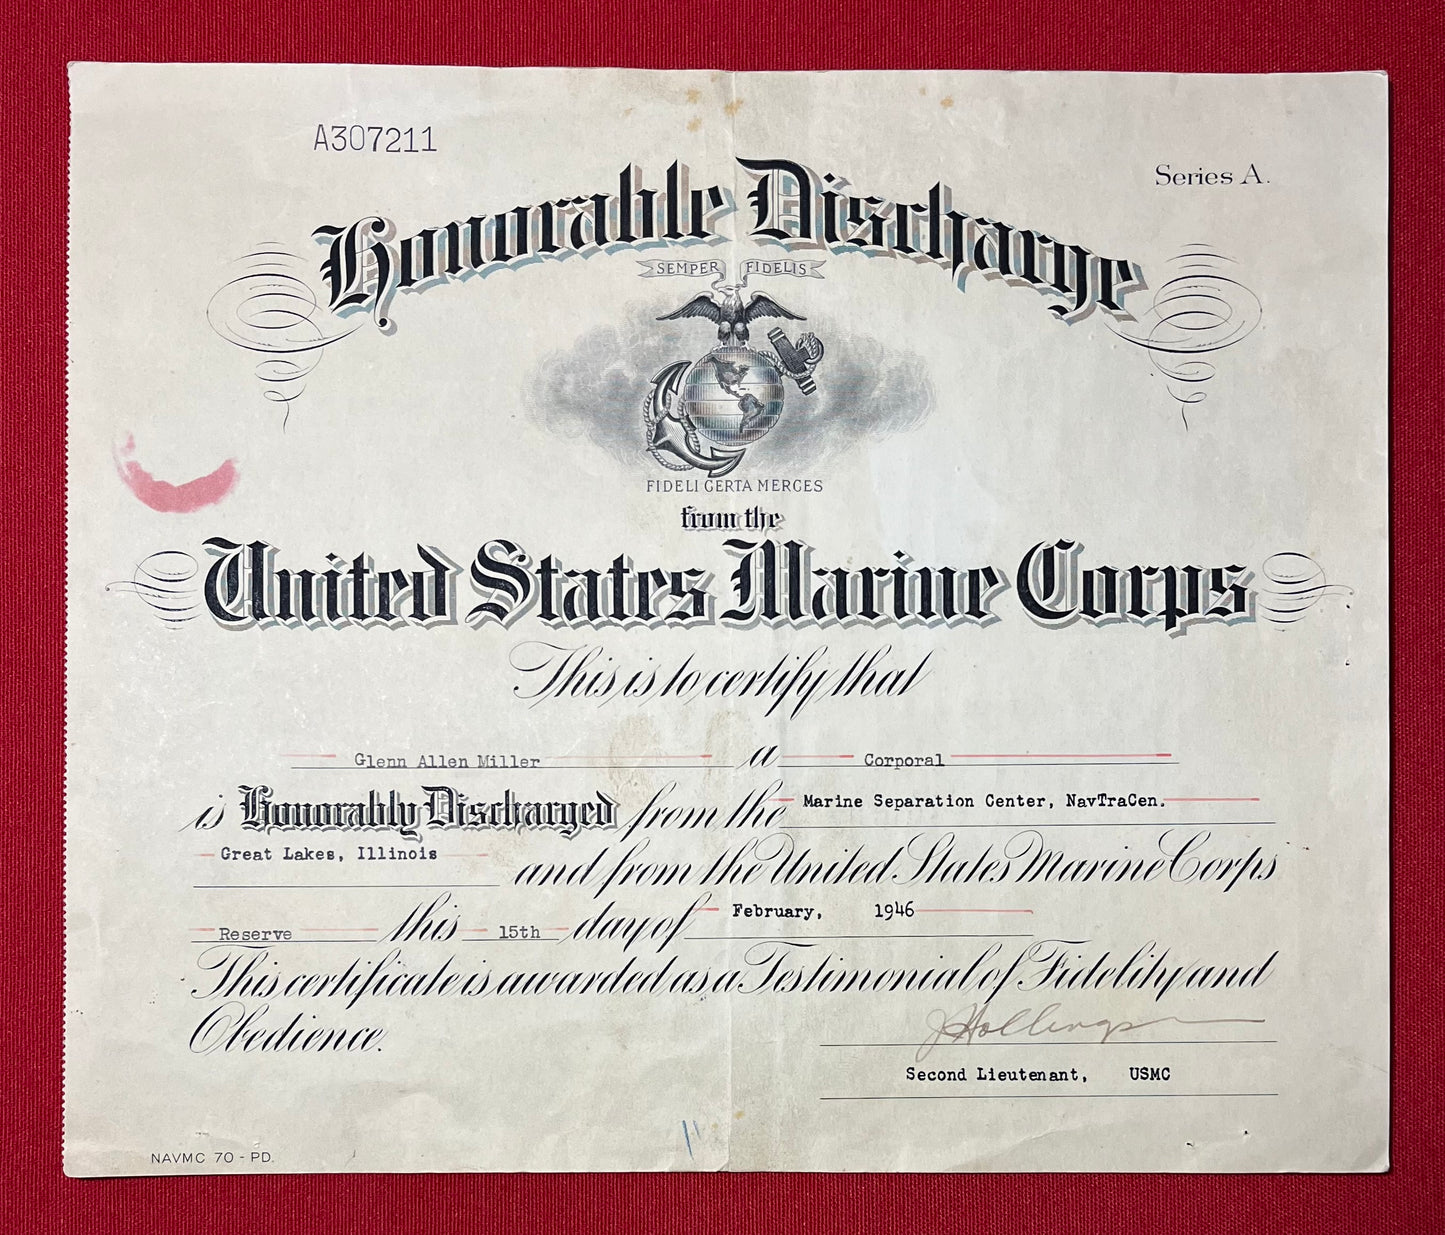 A307211
Series A.
Honorable Discharge
SEMPER FIDELIS
FIDELI CERTA MERCES
from the
United States Marine Corps
This is to certify that
Glenn Allen Miller a Corporal
is Honorably Discharged from the Marine Separation Center, NavTraCen.
Great Lakes, Illinois and from the United States Marine Corps
Reserve this 15th day of February, 1946
This certificate is awarded as a Testimonial of Fidelity and
Obedience.
Second Lieutenant, USMC
NAVMC 70 - PD.